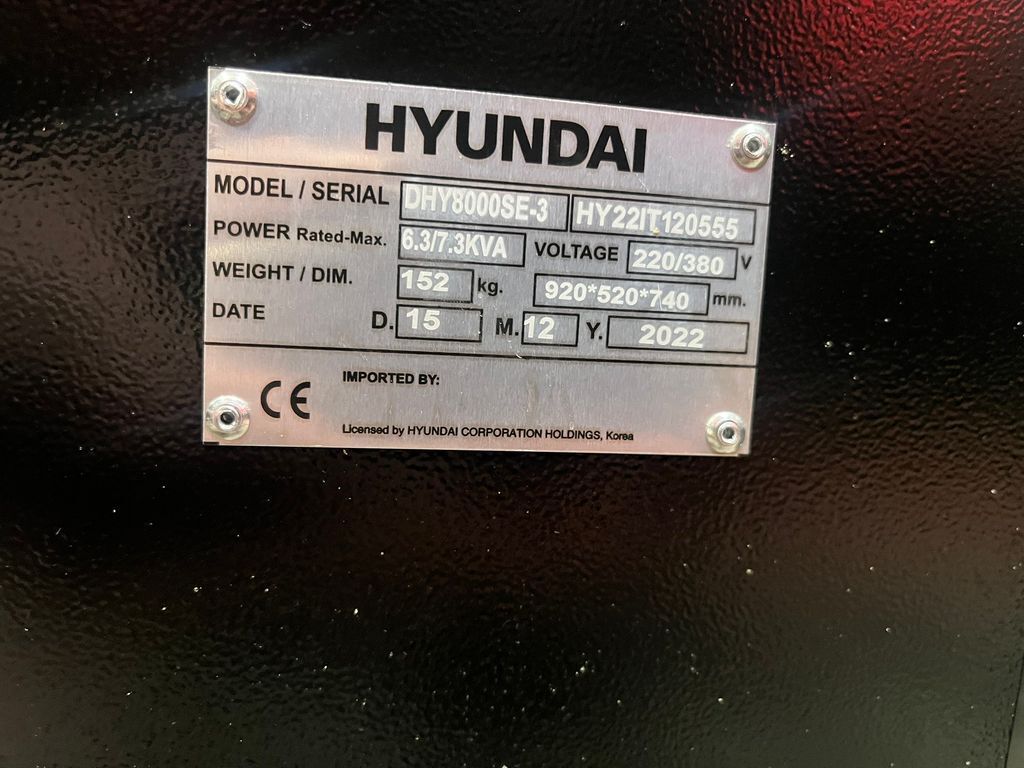 HYUNDAI
MODEL / SERIAL DHY8000SE-3 HY22IT120555
POWER Rated-Max. 6.3/7.3KVA VOLTAGE 220/380 V
WEIGHT / DIM. 152 kg. 920*520*740 mm.
DATE D. 15 M. 12 Y. 2022
CE IMPORTED BY:
Licensed by HYUNDAI CORPORATION HOLDINGS, Korea